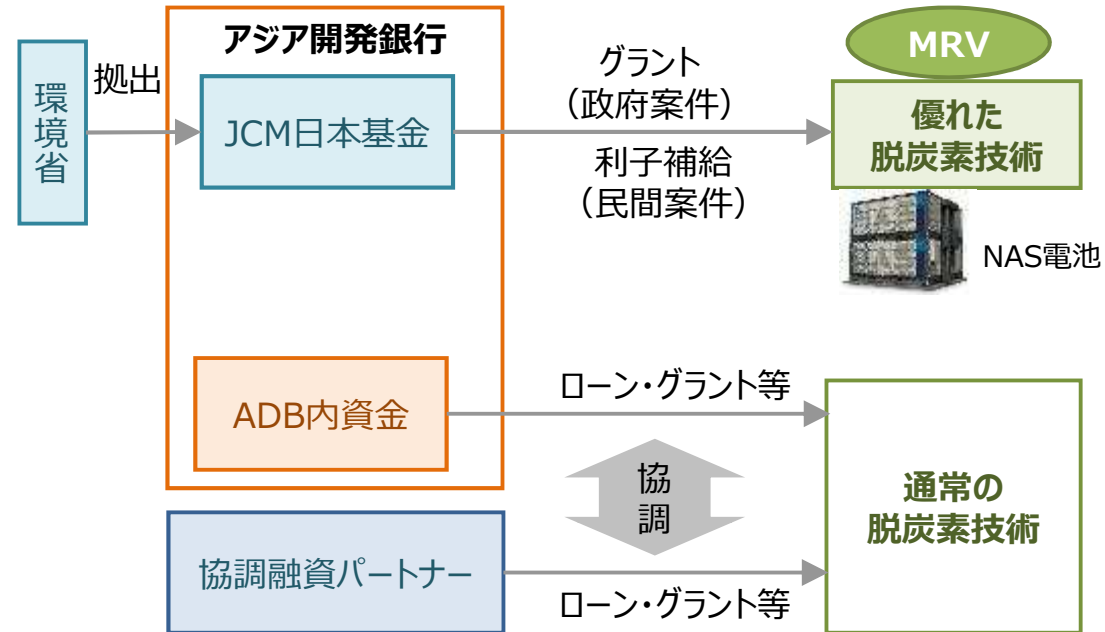 アジア開発銀行
MRV
環境省
拠出
JCM日本基金
グラント
（政府案件）
利子補給
（民間案件）
優れた
脱炭素技術
NAS電池
ADB内資金
ローン・グラント等
協調
通常の
脱炭素技術
協調融資パートナー
ローン・グラント等